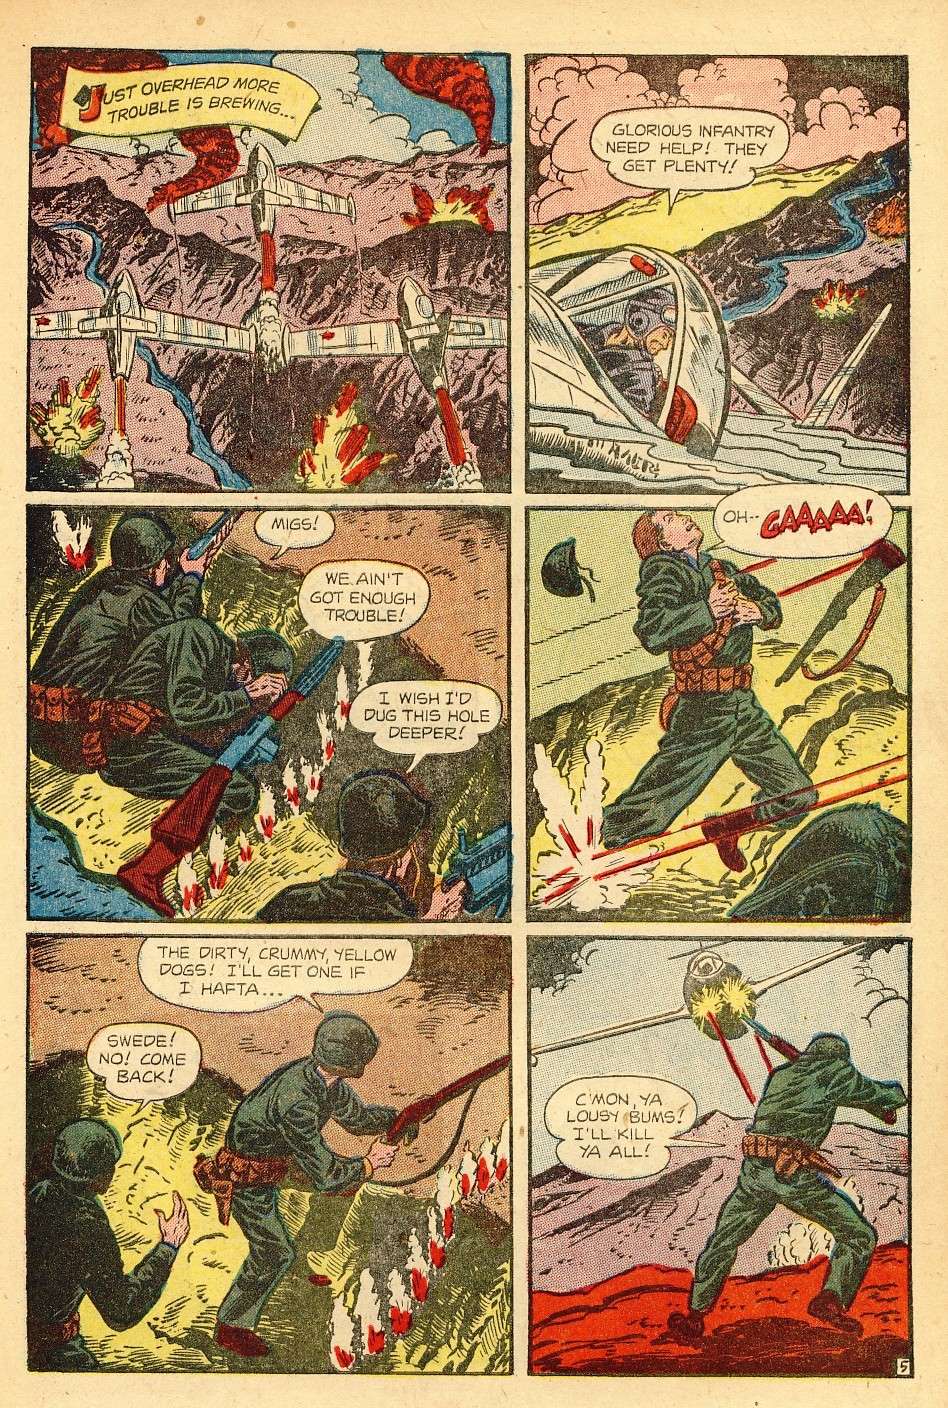 JUST OVERHEAD MORE
TROUBLE IS BREWING...
GLORIOUS INFANTRY
NEED HELP! THEY
GET PLENTY!
MIGS!
WE AIN'T
GOT ENOUGH
TROUBLE!
I WISH I'D
DUG THIS HOLE
DEEPER!
OH-- GAAAAA!
THE DIRTY, CRUMMY, YELLOW
DOGS! I'LL GET ONE IF
I HAFTA...
SWEDE!
NO! COME
BACK!
C'MON, YA
LOUSY BUMS!
I'LL KILL
YA ALL!
5